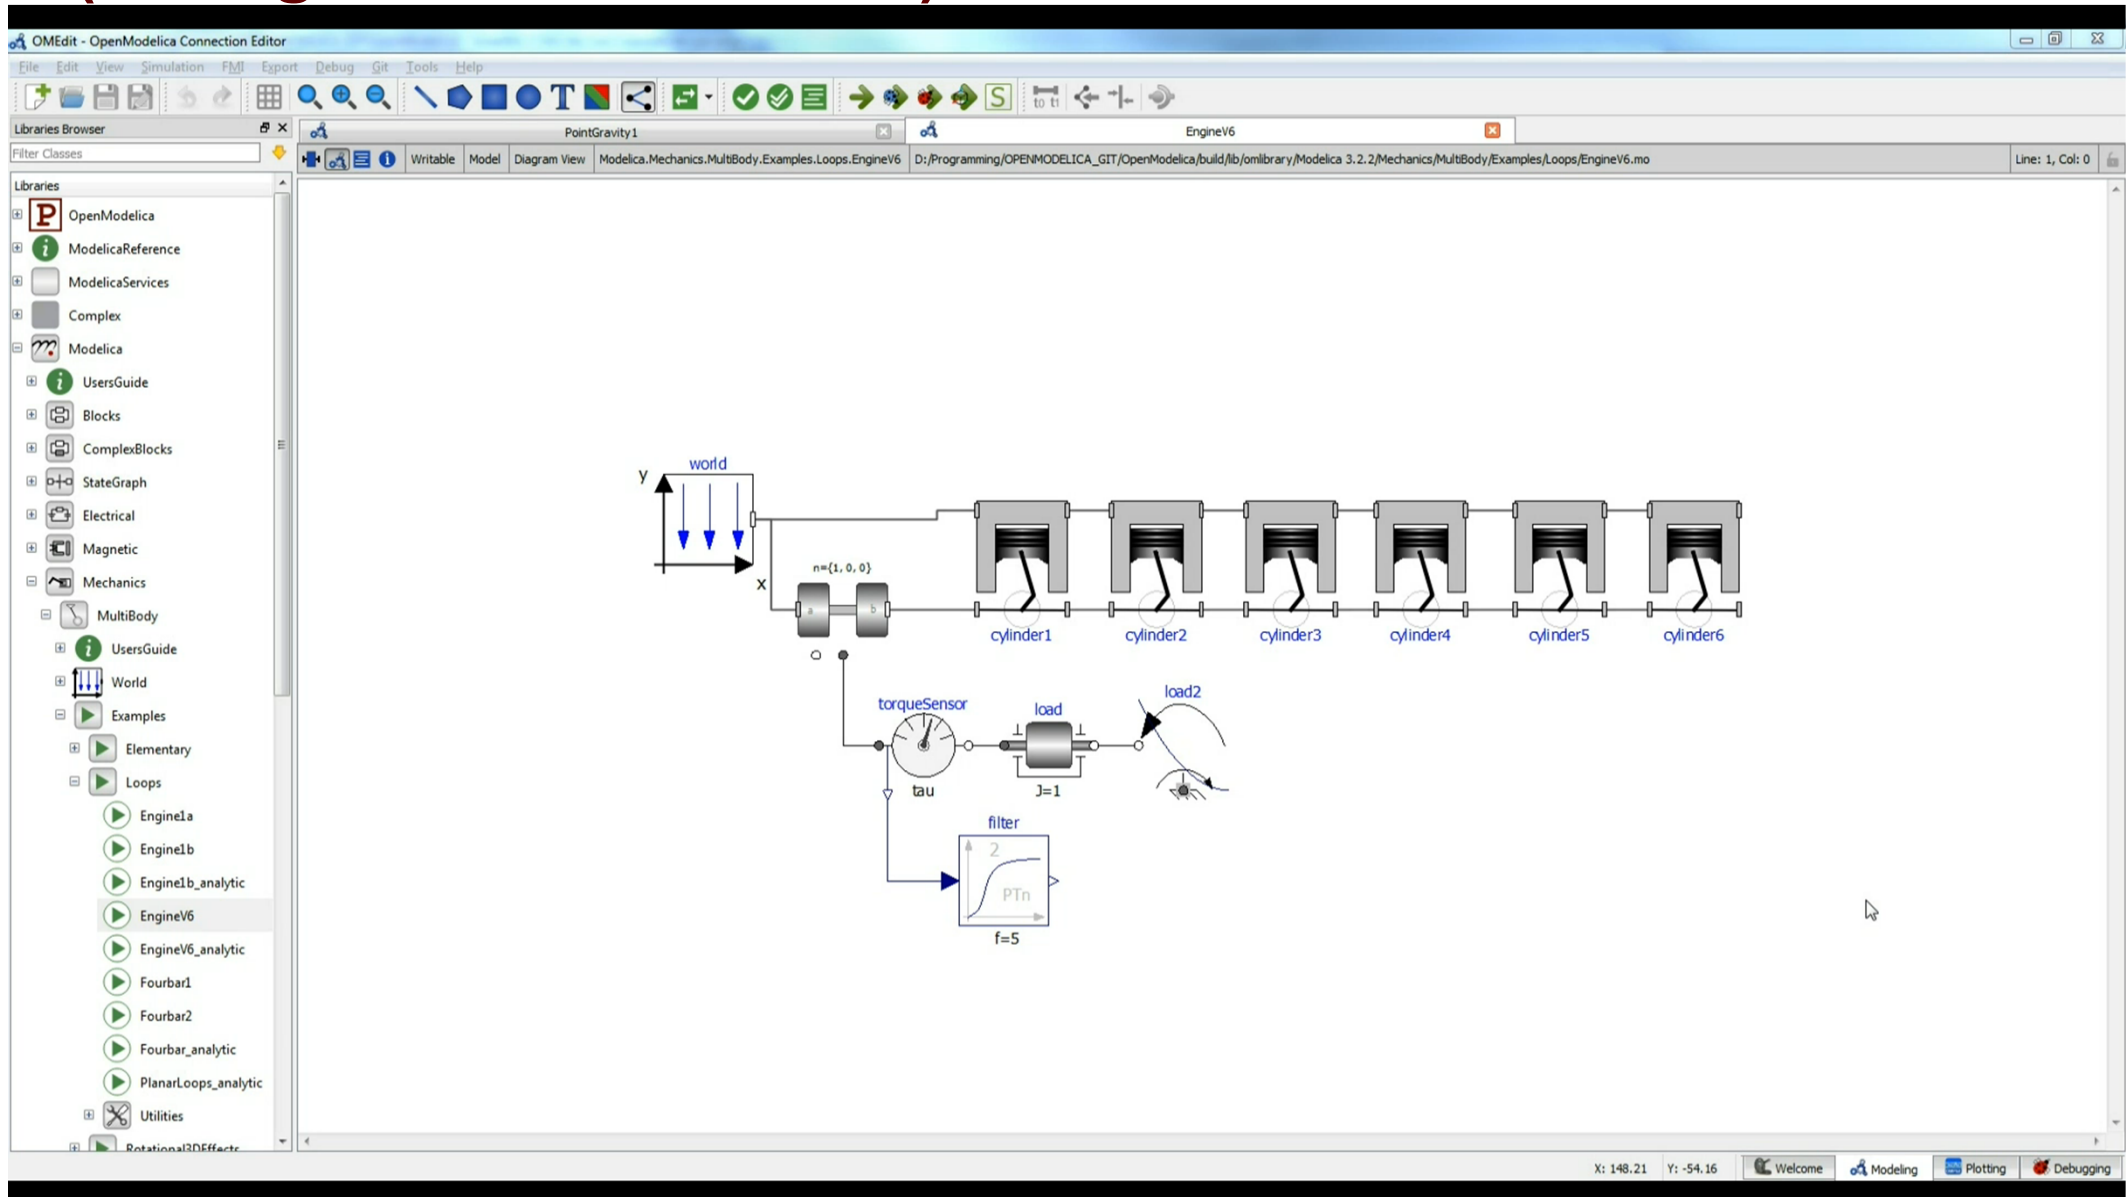 OMEdit - OpenModelica Connection Editor
File Edit View Simulation FMI Export Debug Git Tools Help
T S to t1
Libraries Browser
PointGravity1
EngineV6
Filter Classes
Writable Model Diagram View Modelica.Mechanics.MultiBody.Examples.Loops.EngineV6 D:/Programming/OPENMODELICA_GIT/OpenModelica/build/lib/omlibrary/Modelica 3.2.2/Mechanics/MultiBody/Examples/Loops/EngineV6.mo Line: 1, Col: 0
Libraries
P OpenModelica
i ModelicaReference
ModelicaServices
Complex
Modelica
i UsersGuide
Blocks
ComplexBlocks
StateGraph
Electrical
Magnetic
Mechanics
MultiBody
i UsersGuide
World
Examples
Elementary
Loops
Engine1a
Engine1b
Engine1b_analytic
EngineV6
EngineV6_analytic
Fourbar1
Fourbar2
Fourbar_analytic
PlanarLoops_analytic
Utilities
Rotational3DEffects
world
y
x
n={1, 0, 0}
a b
cylinder1 cylinder2 cylinder3 cylinder4 cylinder5 cylinder6
torqueSensor
load
load2
tau
J=1
filter
2
PTn
f=5
X: 148.21 Y: -54.16 Welcome Modeling Plotting Debugging